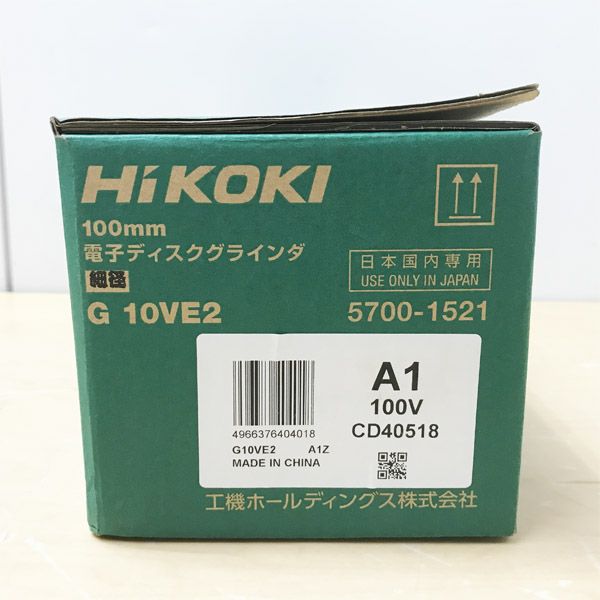 HiKOKI
100mm
電子ディスクグラインダ
細径
G 10VE2
日本国内専用
USE ONLY IN JAPAN
5700-1521
A1
100V
CD40518
4966376404018
G10VE2 A1Z
MADE IN CHINA
工機ホールディングス株式会社